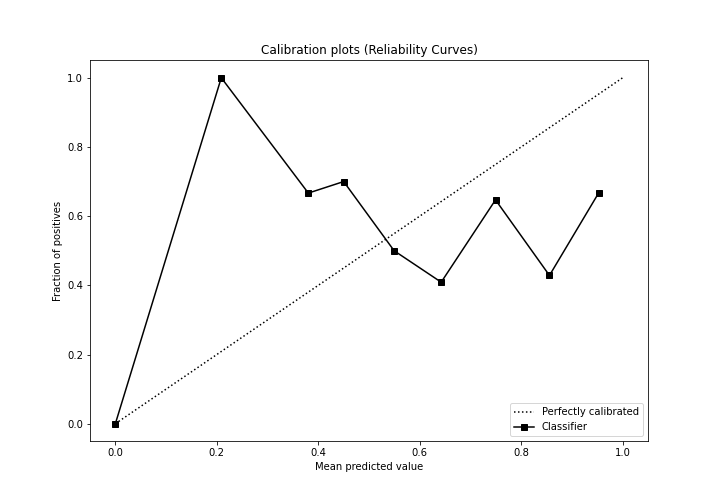 Calibration plots (Reliability Curves)
Fraction of positives
1.0
0.8
0.6
0.4
0.2
0.0
0.0 0.2 0.4 0.6 0.8 1.0
Mean predicted value
Perfectly calibrated
Classifier